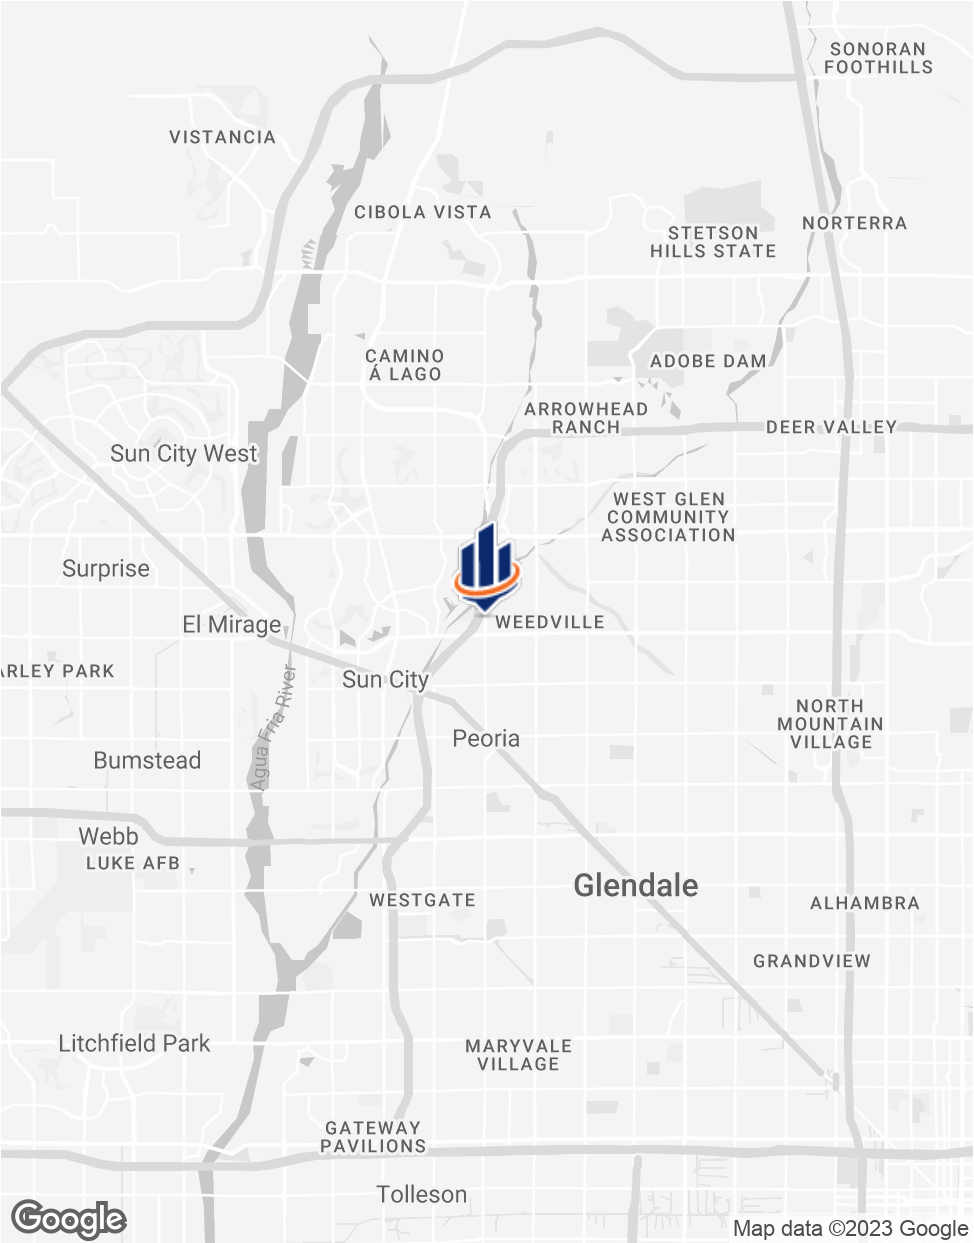 SONORAN
FOOTHILLS
VISTANCIA
CIBOLA VISTA
NORTERRA
STETSON
HILLS STATE
CAMINO
Á LAGO
ADOBE DAM
ARROWHEAD
RANCH
DEER VALLEY
Sun City West
WEST GLEN
COMMUNITY
ASSOCIATION
Surprise
El Mirage
WEEDVILLE
ARLEY PARK
Sun City
Agua Fria River
NORTH
MOUNTAIN
VILLAGE
Peoria
Bumstead
Webb
LUKE AFB
Glendale
WESTGATE
ALHAMBRA
GRANDVIEW
Litchfield Park
MARYVALE
VILLAGE
GATEWAY
PAVILIONS
Tolleson
Google
Map data ©2023 Google